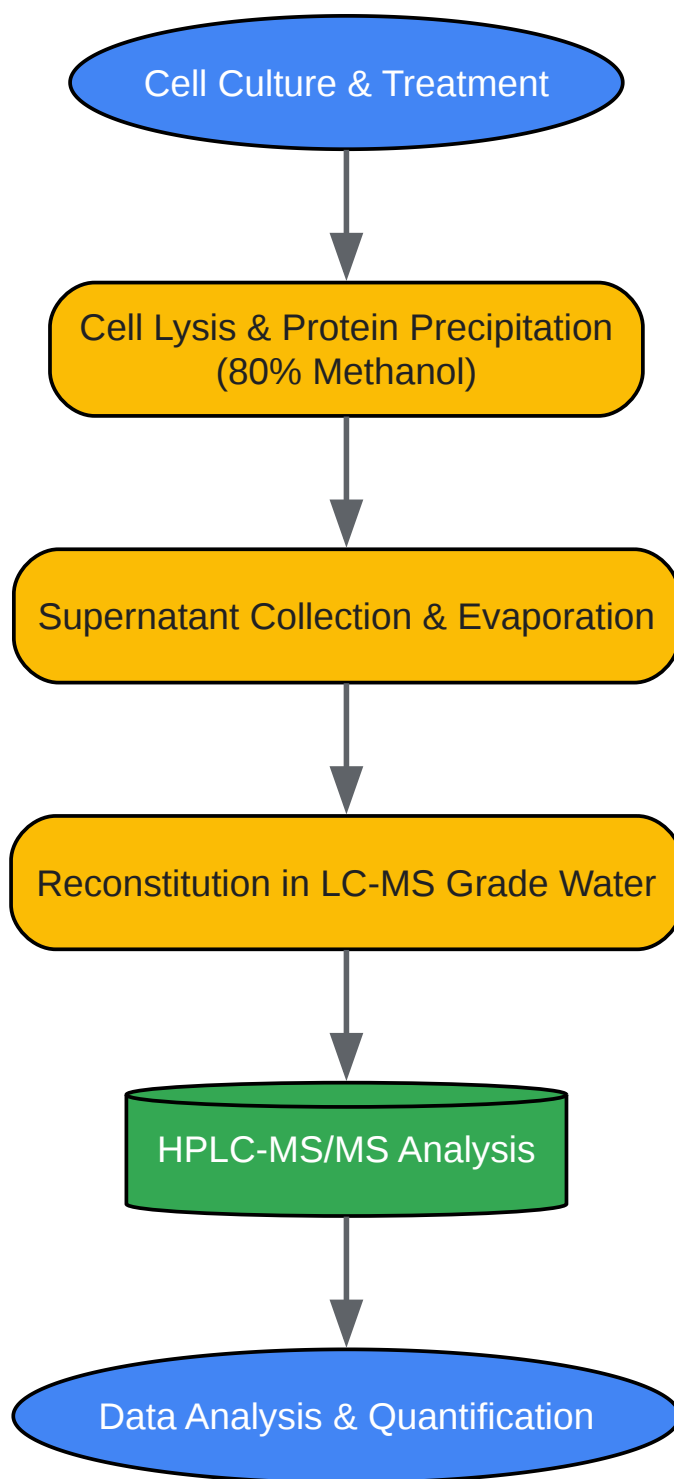 Cell Culture & Treatment
Cell Lysis & Protein Precipitation
(80% Methanol)
Supernatant Collection & Evaporation
Reconstitution in LC-MS Grade Water
HPLC-MS/MS Analysis
Data Analysis & Quantification